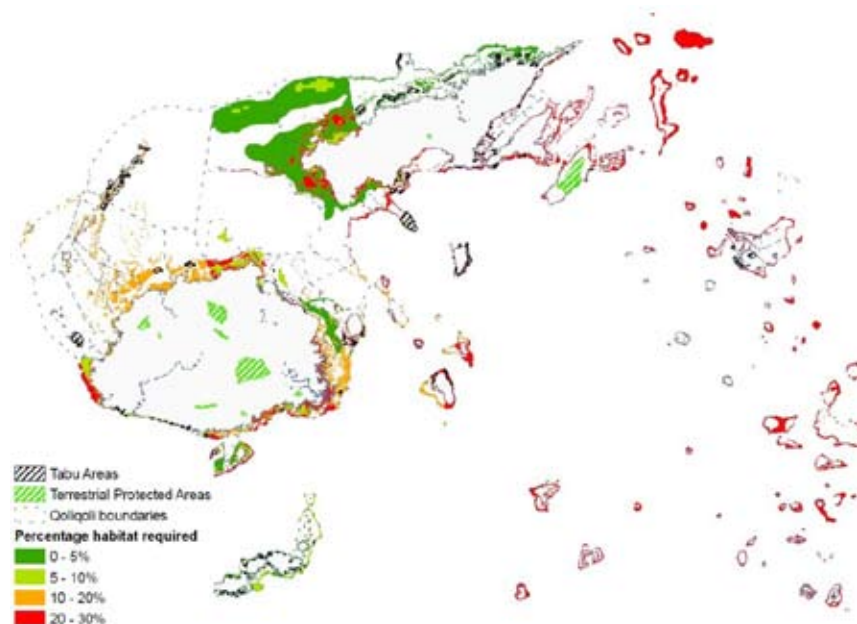 Tabu Areas
Terrestrial Protected Areas
Qoliqoli boundaries
Percentage habitat required
0 - 5%
5 - 10%
10 - 20%
20 - 30%